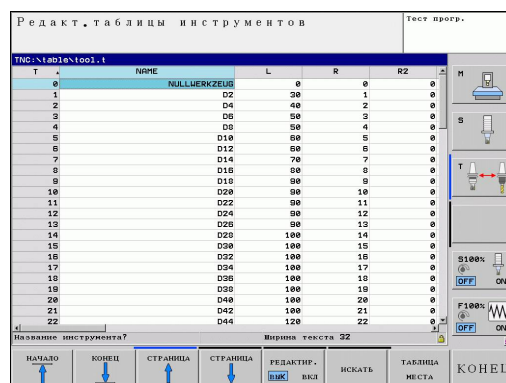 Редакт.таблицы инструментов
Тест прогр.
TNC:\table\tool.t
T NAME L R R2
0 NULLWERKZEUG 0 0 0
1 D2 30 1 0
2 D4 40 2 0
3 D6 50 3 0
4 D8 50 4 0
5 D10 60 5 0
6 D12 60 6 0
7 D14 70 7 0
8 D16 80 8 0
9 D18 90 9 0
10 D20 90 10 0
11 D22 90 11 0
12 D24 90 12 0
13 D26 90 13 0
14 D28 100 14 0
15 D30 100 15 0
16 D32 100 16 0
17 D34 100 17 0
18 D36 100 18 0
19 D38 100 19 0
20 D40 100 20 0
21 D42 100 21 0
22 D44 120 22 0
Название инструмента? Ширина текста 32
M
S
T
S100%
OFF ON
F100%
OFF ON
НАЧАЛО
КОНЕЦ
СТРАНИЦА
СТРАНИЦА
РЕДАКТИР.
ВЫК ВКЛ
ИСКАТЬ
ТАБЛИЦА
МЕСТА
КОНЕЦ